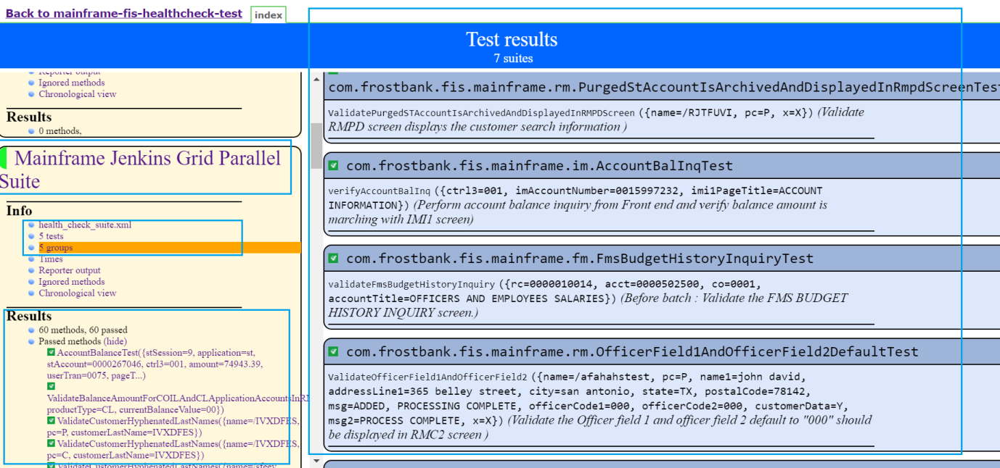 Back to mainframe-fis-healthcheck-test index
Test results
7 suites
Reporter output
Ignored methods
Chronological view
Results
0 methods,
Mainframe Jenkins Grid Parallel
Suite
Info
health_check_suite.xml
5 tests
5 groups
Times
Reporter output
Ignored methods
Chronological view
Results
60 methods, 60 passed
Passed methods (hide)
AccountBalanceTest({stSession=9, application=st,
stAccount=0000267046, ctrl3=001, amount=74943.39,
userTran=0075, pageT...)
ValidateBalanceAmountForCOILAndCLApplicationAccountsInRM
productType=CL, currentBalanceValue=00})
ValidateCustomerHyphenatedLastNames({name=/IVXDFES,
pc=P, customerLastName=IVXDFES})
ValidateCustomerHyphenatedLastNames({name=/IVXDFES,
pc=C, customerLastName=IVXDFES})
ValidateCustomerHyphenatedLastNames({name=/sfeey
com.frostbank.fis.mainframe.rm.PurgedStAccountIsArchivedAndDisplayedInRmpdScreenTest
ValidatePurgedSTAccountIsArchivedAndDisplayedInRMPDScreen ({name=/RJTFUVI, pc=P, x=X}) (Validate
RMPD screen displays the customer search information )
com.frostbank.fis.mainframe.im.AccountBalInqTest
verifyAccountBalInq ({ctrl3=001, imAccountNumber=0015997232, imi1PageTitle=ACCOUNT
INFORMATION}) (Perform account balance inquiry from Front end and verify balance amount is
marching with IMI1 screen)
com.frostbank.fis.mainframe.fm.FmsBudgetHistoryInquiryTest
validateFmsBudgetHistoryInquiry ({rc=0000010014, acct=0000502500, co=0001,
accountTitle=OFFICERS AND EMPLOYEES SALARIES}) (Before batch : Validate the FMS BUDGET
HISTORY INQUIRY screen.)
com.frostbank.fis.mainframe.rm.OfficerField1AndOfficerField2DefaultTest
ValidateOfficerField1AndOfficerField2 ({name=/afahahstest, pc=P, name1=john david,
addressLine1=365 belley street, city=san antonio, state=TX, postalCode=78142,
msg=ADDED, PROCESSING COMPLETE, officerCode1=000, officerCode2=000, customerData=Y,
msg2=PROCESS COMPLETE, x=X}) (Validate the Officer field 1 and officer field 2 default to "000" should
be displayed in RMC2 screen )